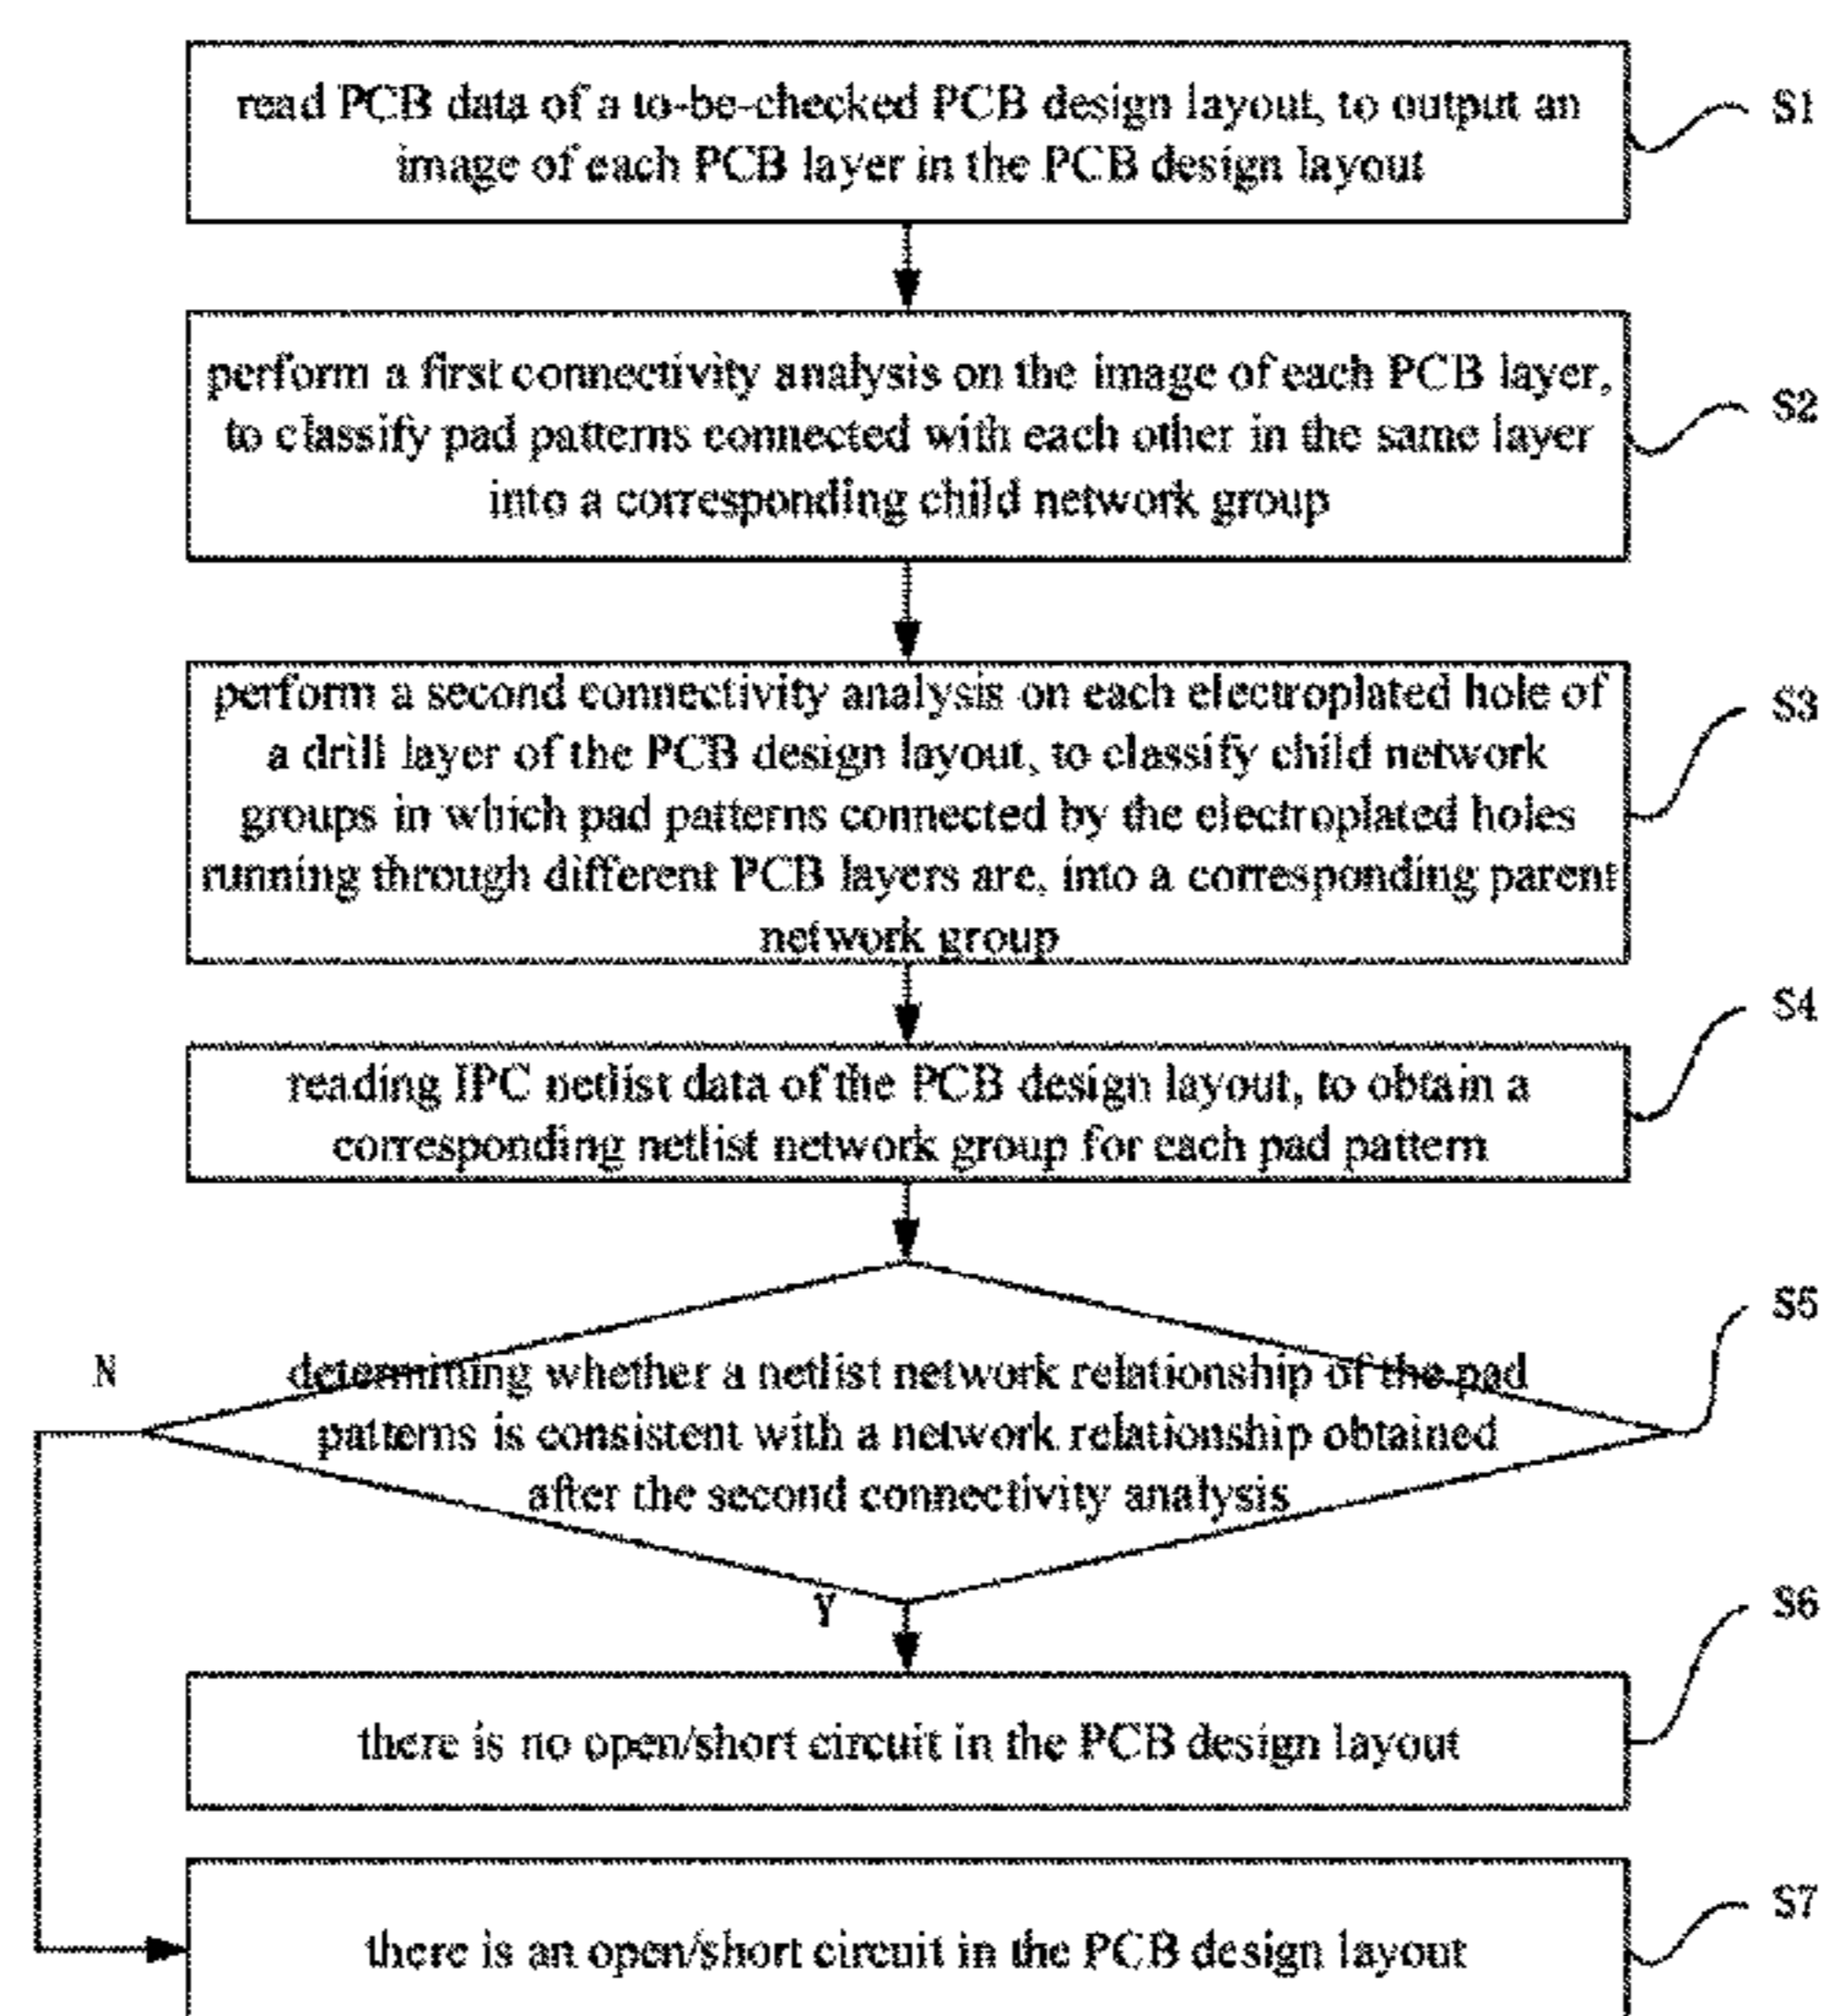 read PCB data of a to-be-checked PCB design layout, to output an
image of each PCB layer in the PCB design layout
S1
perform a first connectivity analysis on the image of each PCB layer,
to classify pad patterns connected with each other in the same layer
into a corresponding child network group
S2
perform a second connectivity analysis on each electroplated hole of
a drill layer of the PCB design layout, to classify child network
groups in which pad patterns connected by the electroplated holes
running through different PCB layers are, into a corresponding parent
network group
S3
reading IPC netlist data of the PCB design layout, to obtain a
corresponding netlist network group for each pad pattern
S4
determining whether a netlist network relationship of the pad
patterns is consistent with a network relationship obtained
after the second connectivity analysis
S5
N
Y
there is no open/short circuit in the PCB design layout
S6
there is an open/short circuit in the PCB design layout
S7